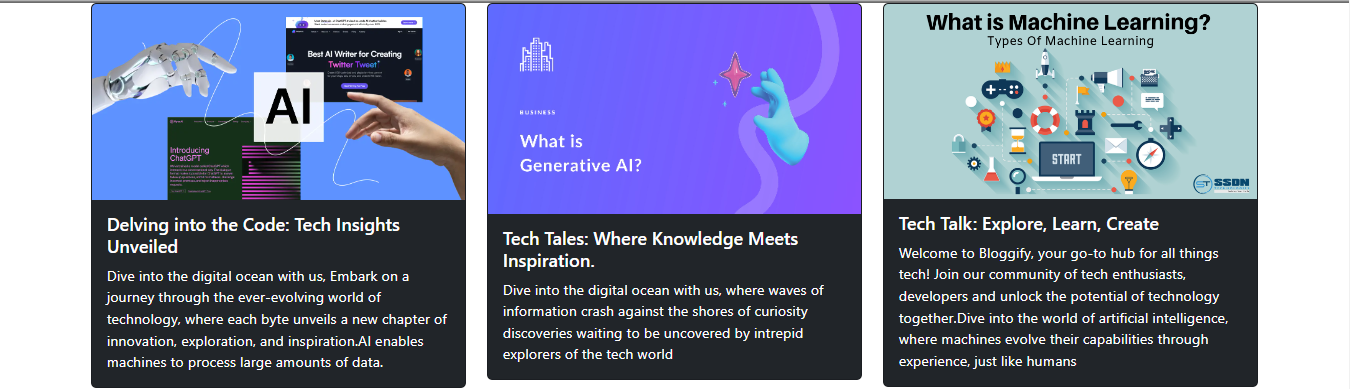 Best AI Writer for Creating
Twitter Tweet
AI
Introducing
ChatGPT
Delving into the Code: Tech Insights
Unveiled
Dive into the digital ocean with us, Embark on a
journey through the ever-evolving world of
technology, where each byte unveils a new chapter of
innovation, exploration, and inspiration.AI enables
machines to process large amounts of data.
BUSINESS
What is
Generative AI?
Tech Tales: Where Knowledge Meets
Inspiration.
Dive into the digital ocean with us, where waves of
information crash against the shores of curiosity
discoveries waiting to be uncovered by intrepid
explorers of the tech world
What is Machine Learning?
Types Of Machine Learning
START
SSDN
Tech Talk: Explore, Learn, Create
Welcome to Bloggify, your go-to hub for all things
tech! Join our community of tech enthusiasts,
developers and unlock the potential of technology
together.Dive into the world of artificial intelligence,
where machines evolve their capabilities through
experience, just like humans